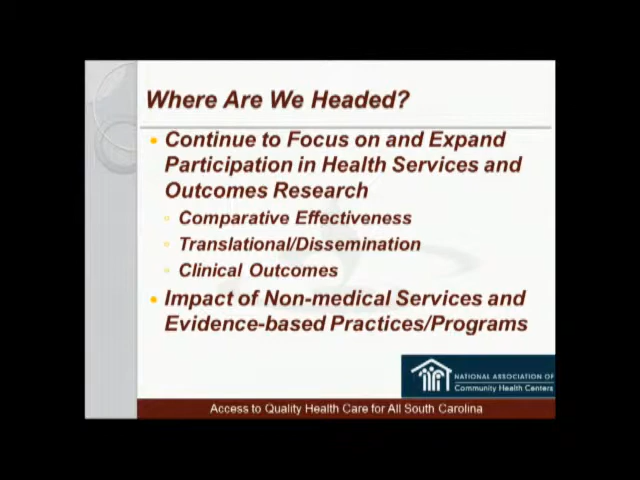 Where Are We Headed?
Continue to Focus on and Expand
Participation in Health Services and
Outcomes Research
Comparative Effectiveness
Translational/Dissemination
Clinical Outcomes
Impact of Non-medical Services and
Evidence-based Practices/Programs
NATIONAL ASSOCIATION OF
Community Health Centers
Access to Quality Health Care for All South Carolina